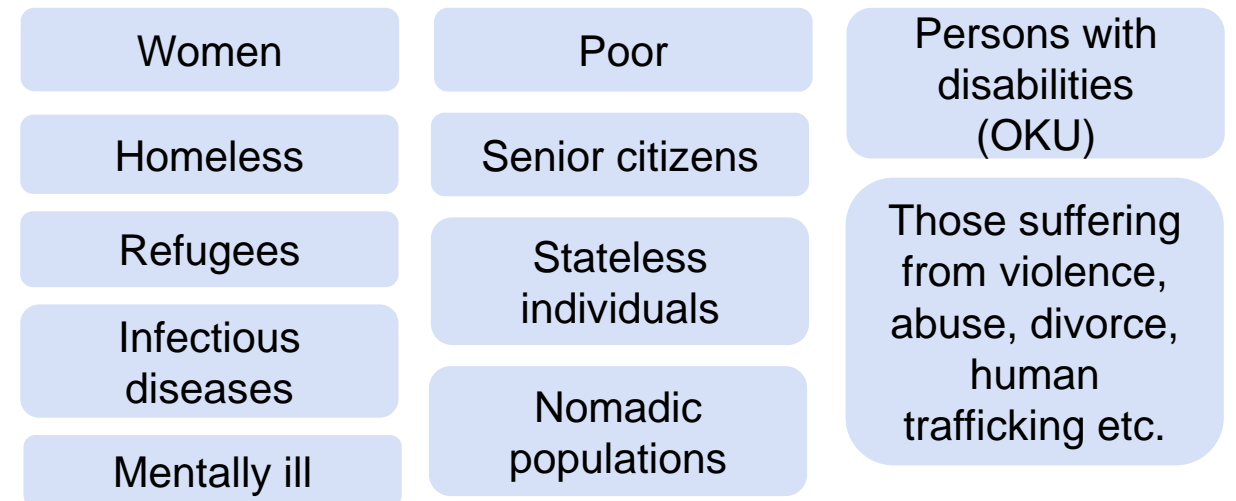 Women
Homeless
Refugees
Infectious
diseases
Mentally ill
Poor
Senior citizens
Stateless
individuals
Nomadic
populations
Persons with
disabilities
(OKU)
Those suffering
from violence,
abuse, divorce,
human
trafficking etc.